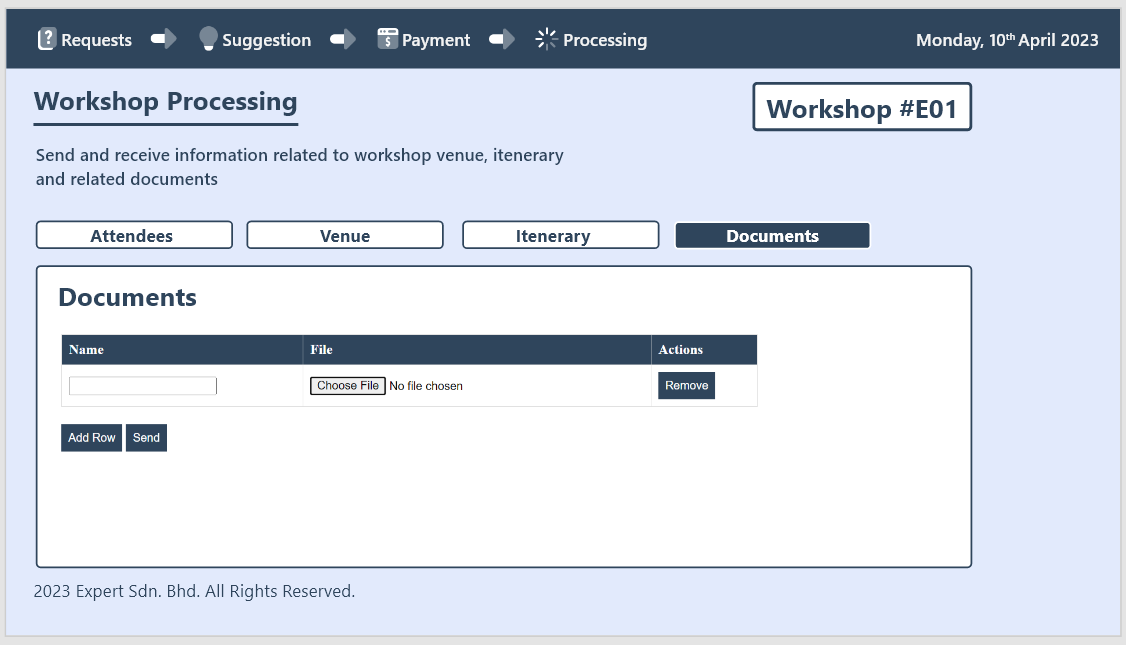 Requests Suggestion Payment Processing Monday, 10th April 2023
Workshop Processing
Workshop #E01
Send and receive information related to workshop venue, itenerary
and related documents
Attendees Venue Itenerary Documents
Documents
Name File Actions
Choose File No file chosen Remove
Add Row Send
2023 Expert Sdn. Bhd. All Rights Reserved.